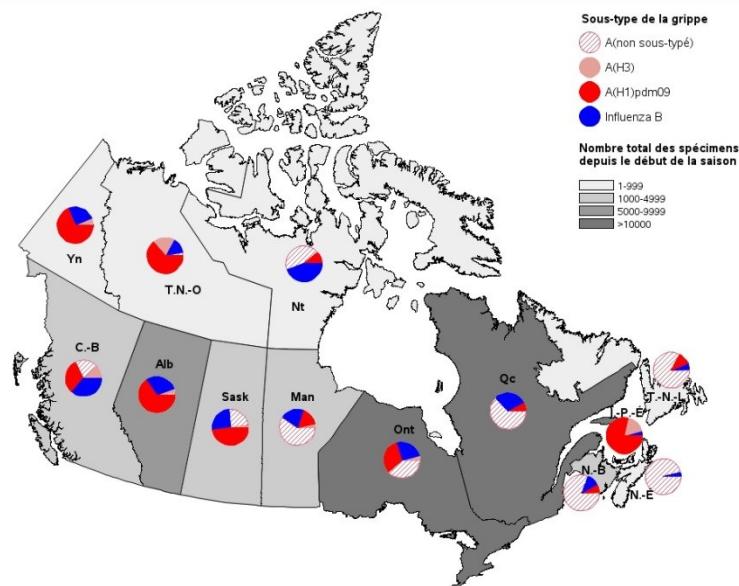 Sous-type de la grippe
A(non sous-typé)
A(H3)
A(H1)pdm09
Influenza B
Nombre total des spécimens
depuis le début de la saison
1-999
1000-4999
5000-9999
>10000
Yn
T.N.-O
Nt
C.-B
Alb
Sask
Man
Ont
Qc
T.-N.-L
I.-P.-E
N.-B
N.-E